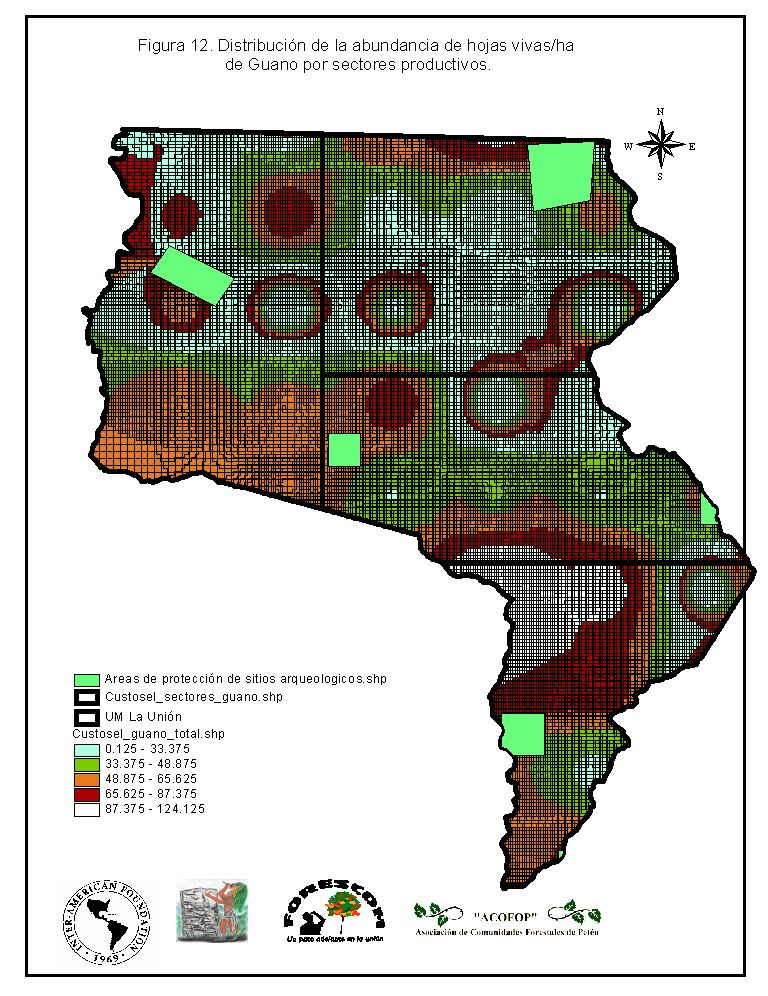 Figura 12. Distribución de la abundancia de hojas vivas/ha
de Guano por sectores productivos.
N
W E
S
Areas de protección de sitios arqueologicos.shp
Custosel_sectores_guano.shp
UM La Unión
Custosel_guano_total.shp
0.125 - 33.375
33.375 - 48.875
48.875 - 65.625
65.625 - 87.375
87.375 - 124.125
INTER-AMERICAN FOUNDATION
1969
FORESCOM
Un paso adelante en la unión
"ACOFOP"
Asociación de Comunidades Forestales de Petén